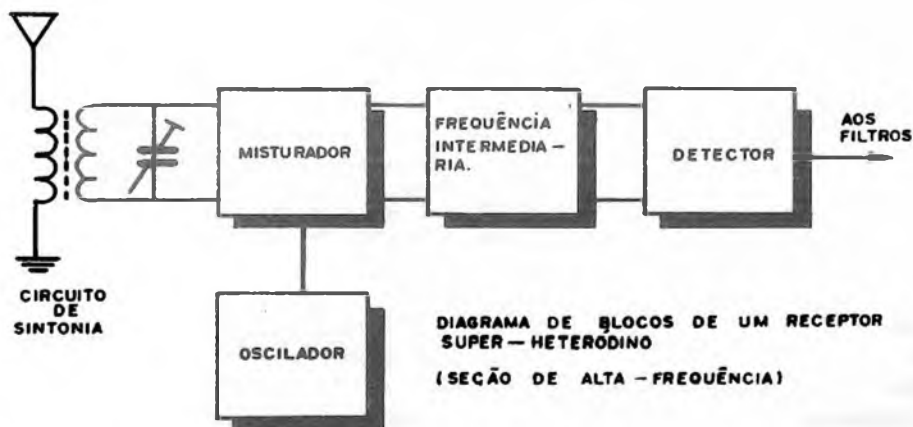 MISTURADOR
FREQUÊNCIA
INTERMEDIA-
RIA.
DETECTOR
AOS
FILTROS
CIRCUITO
DE
SINTONIA
OSCILADOR
DIAGRAMA DE BLOCOS DE UM RECEPTOR
SUPER-HETERÓDINO
(SEÇÃO DE ALTA-FREQUÊNCIA)